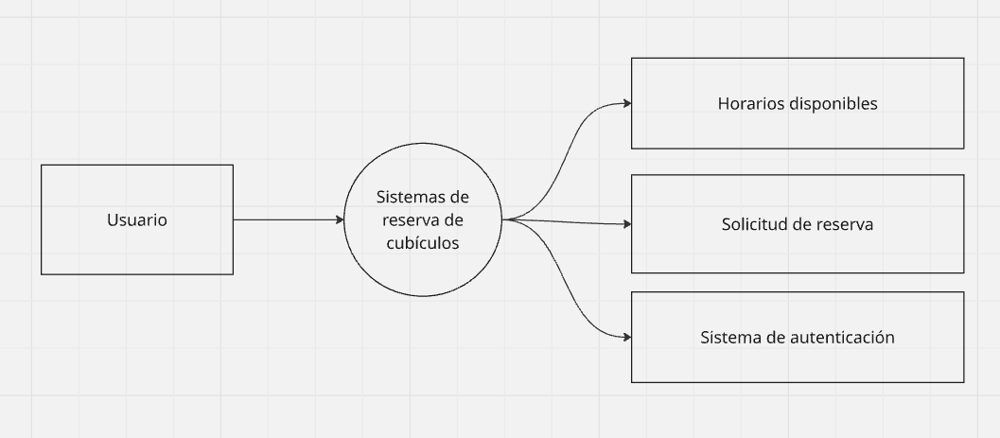 Usuario
Sistemas de
reserva de
cubículos
Horarios disponibles
Solicitud de reserva
Sistema de autenticación